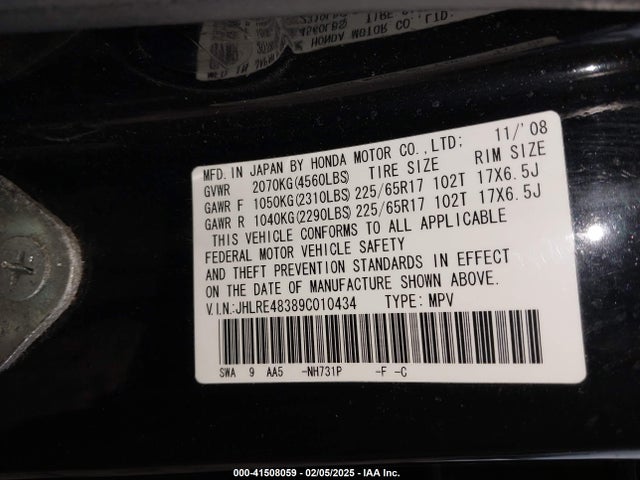 MFD. IN JAPAN BY HONDA MOTOR CO.,LTD; 11/'08
GVWR 2070KG(4560LBS) TIRE SIZE RIM SIZE
GAWR F 1050KG(2310LBS) 225/65R17 102T 17X6.5J
GAWR R 1040KG(2290LBS) 225/65R17 102T 17X6.5J
THIS VEHICLE CONFORMS TO ALL APPLICABLE
FEDERAL MOTOR VEHICLE SAFETY
AND THEFT PREVENTION STANDARDS IN EFFECT
ON THE DATE OF MANUFACTURE SHOWN ABOVE.
V.I.N.:JHLRE48389C010434 TYPE: MPV
SWA 9 AA5 -NH731P -F -C
000-41508059 - 02/05/2025 - IAA Inc.